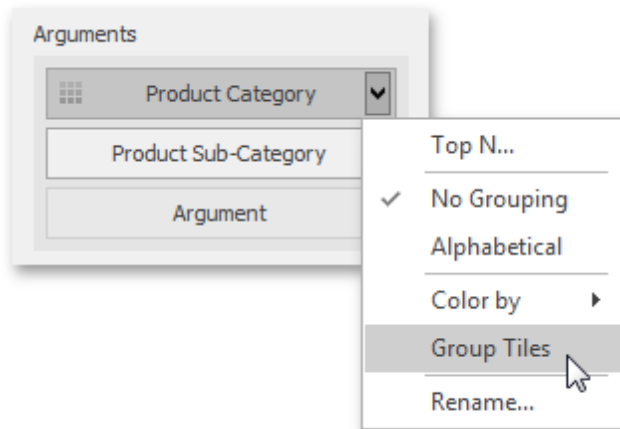 Arguments
Product Category
Product Sub-Category
Argument
Top N...
No Grouping
Alphabetical
Color by
Group Tiles
Rename...